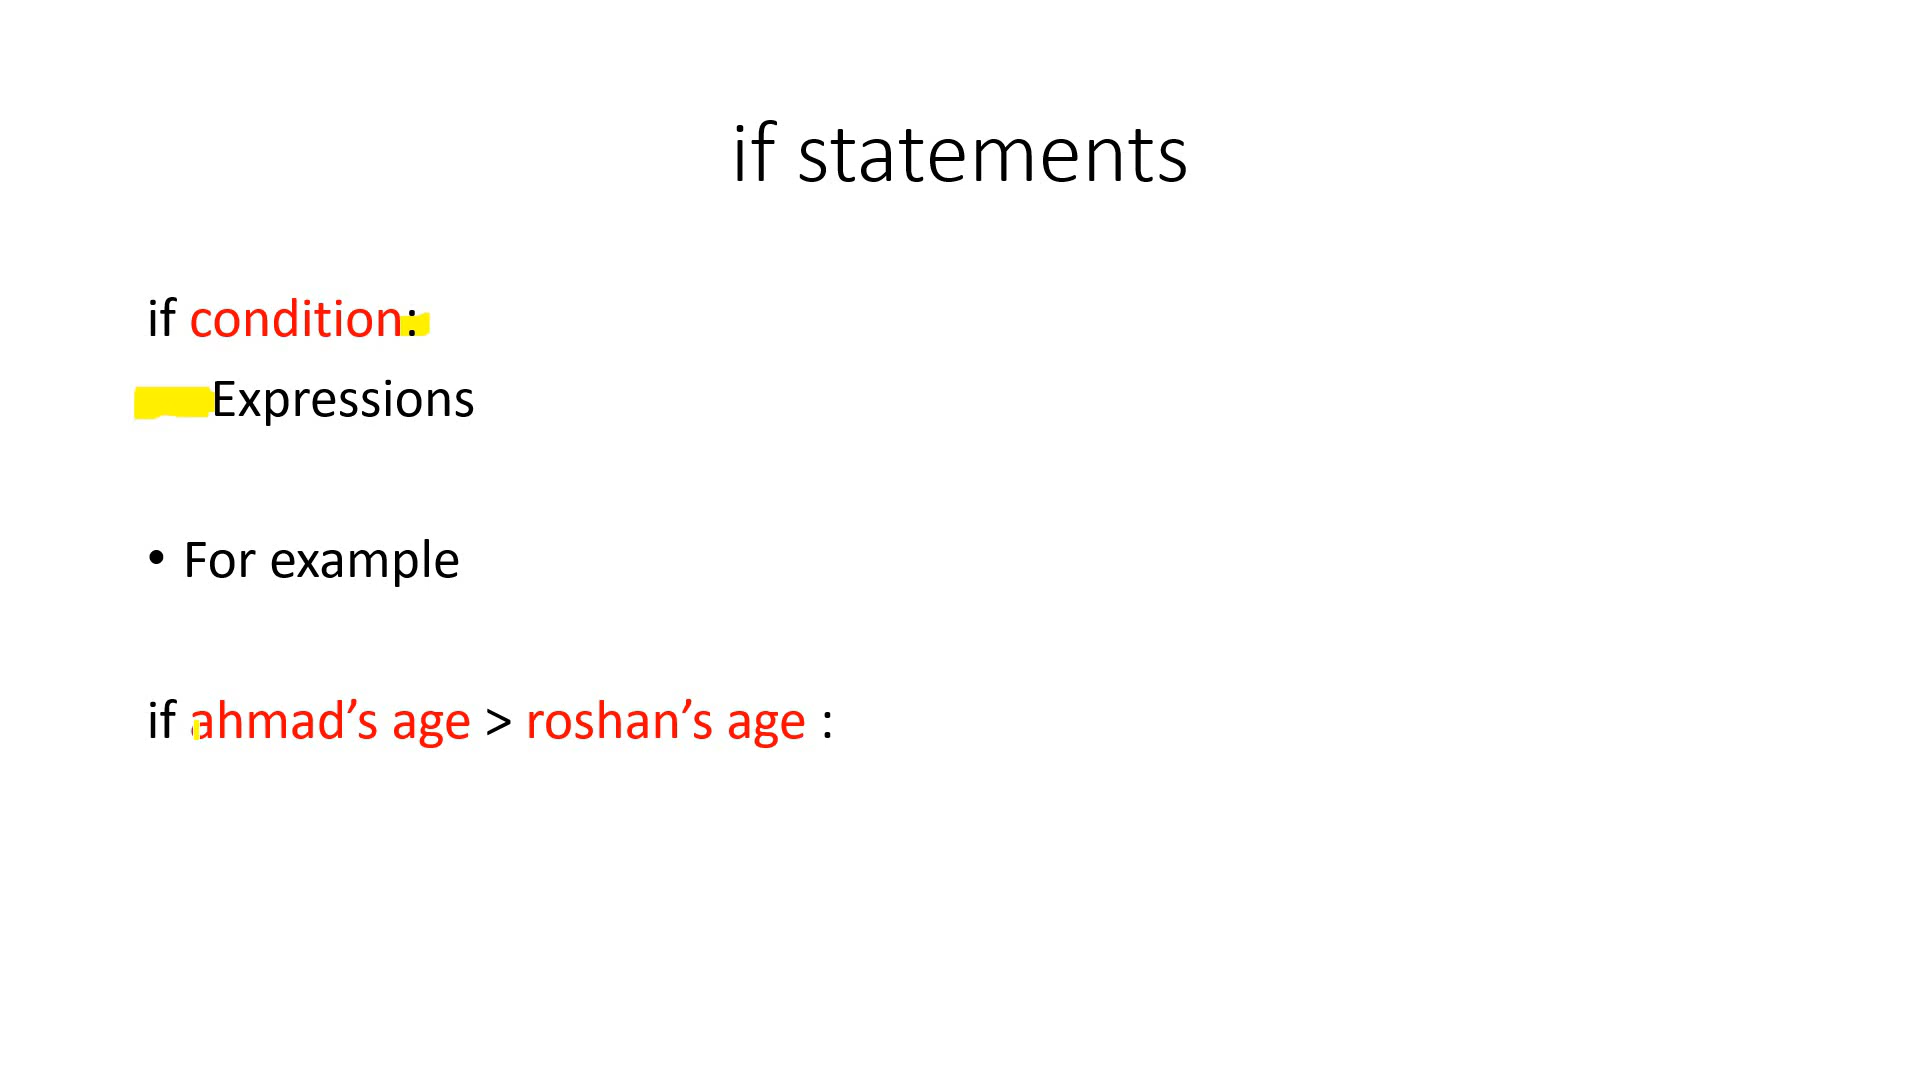 if statements
if condition:
Expressions
• For example
if ahmad’s age > roshan’s age :